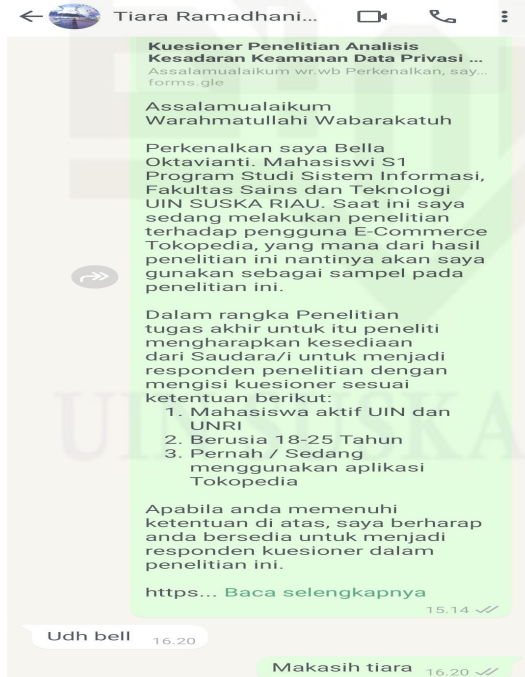 Tiara Ramadhani...
Kuesioner Penelitian Analisis
Kesadaran Keamanan Data Privasi ...
Assalamualaikum wr.wb Perkenalkan, say...
forms.gle
Assalamualaikum
Warahmatullahi Wabarakatuh
Perkenalkan saya Bella
Oktavianti. Mahasiswi S1
Program Studi Sistem Informasi,
Fakultas Sains dan Teknologi
UIN SUSKA RIAU. Saat ini saya
sedang melakukan penelitian
terhadap pengguna E-Commerce
Tokopedia, yang mana dari hasil
penelitian ini nantinya akan saya
gunakan sebagai sampel pada
penelitian ini.
Dalam rangka Penelitian
tugas akhir untuk itu peneliti
mengharapkan kesediaan
dari Saudara/i untuk menjadi
responden penelitian dengan
mengisi kuesioner sesuai
ketentuan berikut:
1. Mahasiswa aktif UIN dan
UNRI
2. Berusia 18-25 Tahun
3. Pernah / Sedang
menggunakan aplikasi
Tokopedia
Apabila anda memenuhi
ketentuan di atas, saya berharap
anda bersedia untuk menjadi
responden kuesioner dalam
penelitian ini.
https... Baca selengkapnya
15.14
Udh bell 16.20
Makasih tiara 16.20
UIN SUSKA